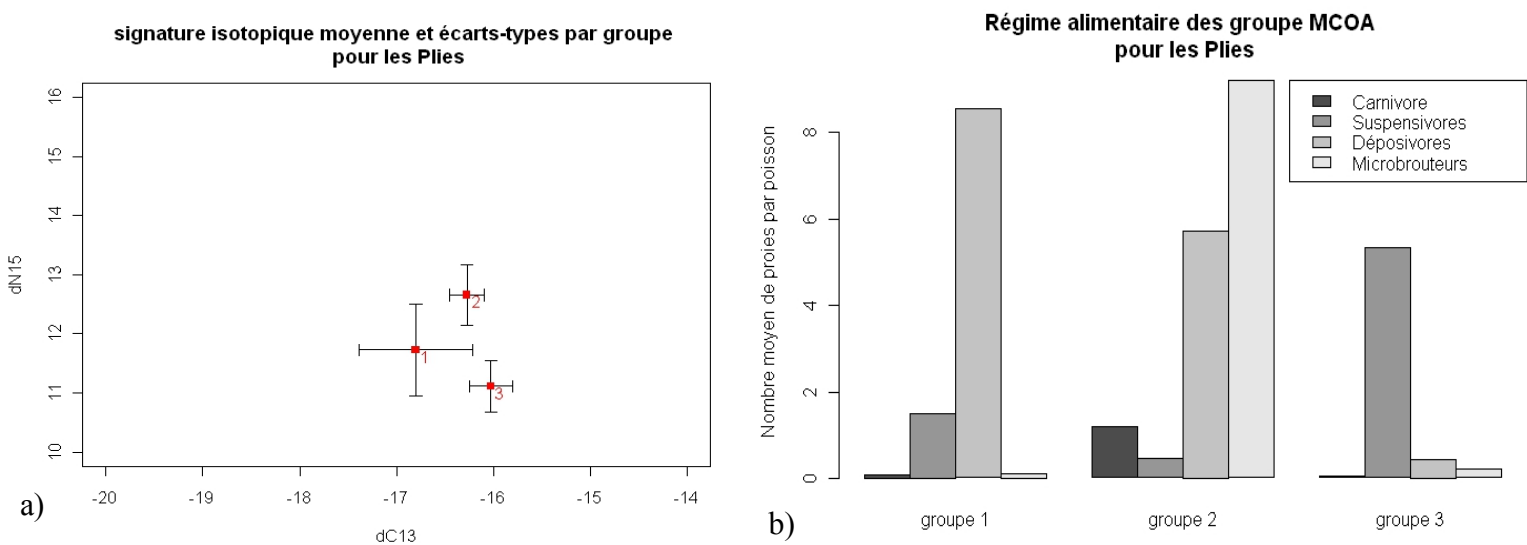 signature isotopique moyenne et écarts-types par groupe
pour les Plies
dN15
16
15
14
13
12
11
10
2
1
3
-20
-19
-18
-17
-16
-15
-14
dC13
a)
Régime alimentaire des groupe MCOA
pour les Plies
Nombre moyen de proies par poisson
8
6
4
2
0
Carnivore
Suspensivores
Déposivores
Microbrouteurs
groupe 1
groupe 2
groupe 3
b)